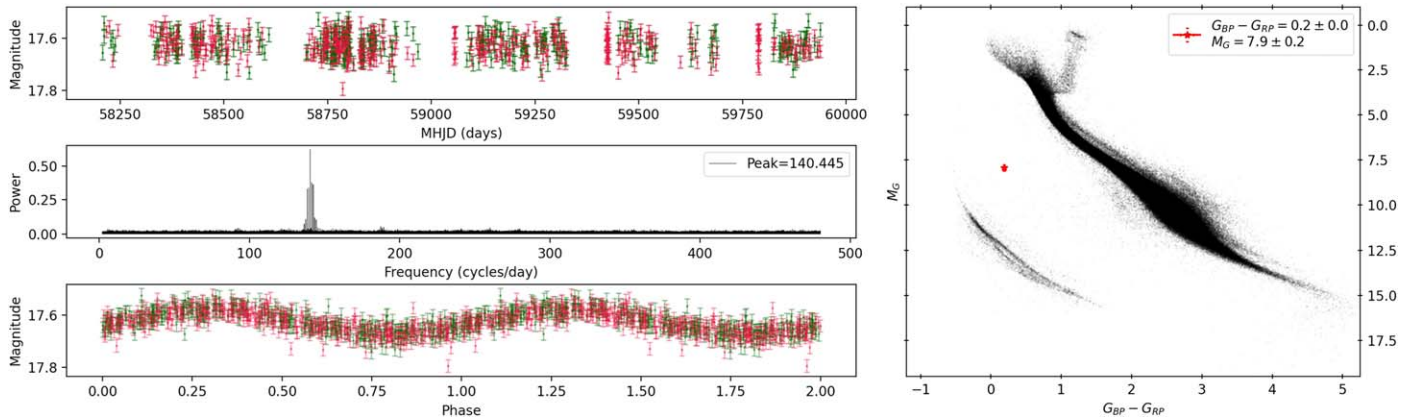 17.6
17.8
Magnitude
58250 58500 58750 59000 59250 59500 59750 60000
MHJD (days)
0.50
0.25
0.00
Power
Peak=140.445
0 100 200 300 400 500
Frequency (cycles/day)
17.6
17.8
Magnitude
0.00 0.25 0.50 0.75 1.00 1.25 1.50 1.75 2.00
Phase
G_BP − G_RP = 0.2 ± 0.0
M_G = 7.9 ± 0.2
0.0
2.5
5.0
7.5
10.0
12.5
15.0
17.5
M_G
−1 0 1 2 3 4 5
G_BP − G_RP